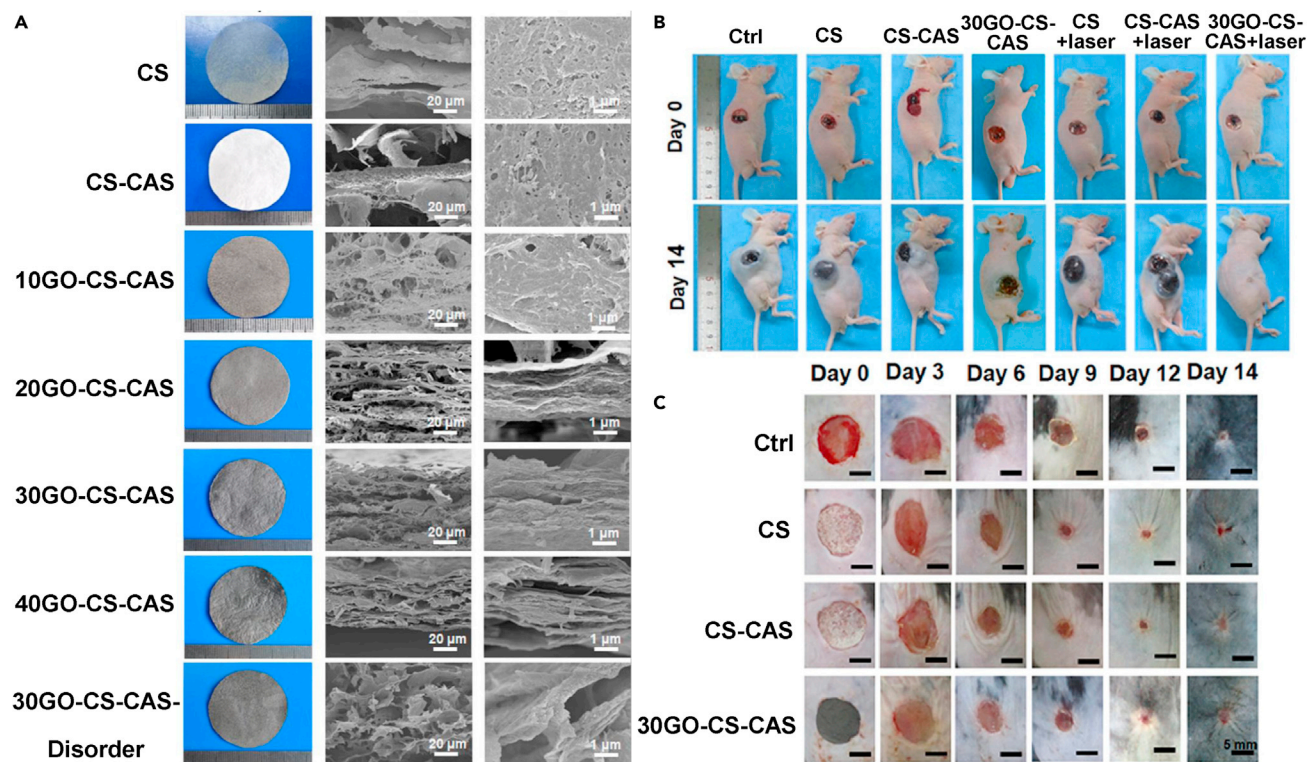 A
CS
20 µm
1 µm
CS-CAS
20 µm
1 µm
10GO-CS-CAS
20 µm
1 µm
20GO-CS-CAS
20 µm
1 µm
30GO-CS-CAS
20 µm
1 µm
40GO-CS-CAS
20 µm
1 µm
30GO-CS-CAS-
Disorder
20 µm
1 µm
B
Ctrl
CS
CS-CAS
30GO-CS-
CAS
CS
+laser
CS-CAS
+laser
30GO-CS-
CAS+laser
Day 0
Day 14
C
Day 0 Day 3 Day 6 Day 9 Day 12 Day 14
Ctrl
CS
CS-CAS
30GO-CS-CAS
5 mm